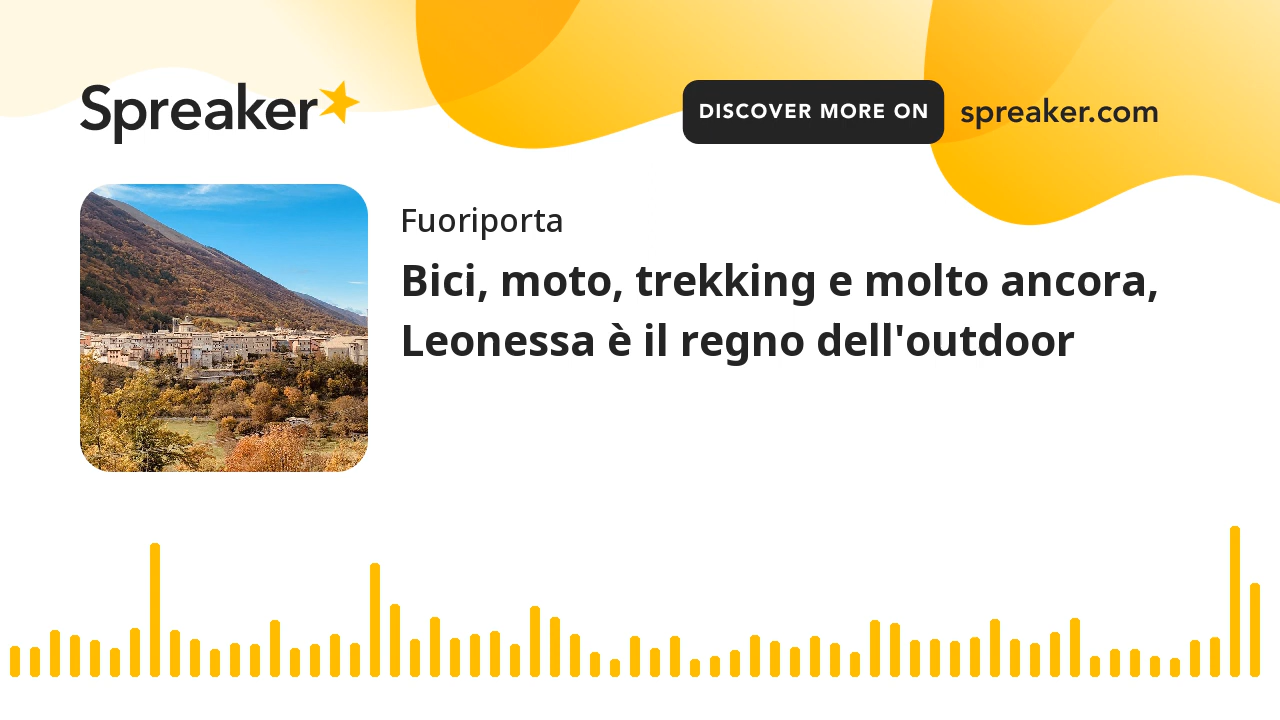 Spreaker
DISCOVER MORE ON spreaker.com
Fuoriporta
Bici, moto, trekking e molto ancora,
Leonessa è il regno dell'outdoor